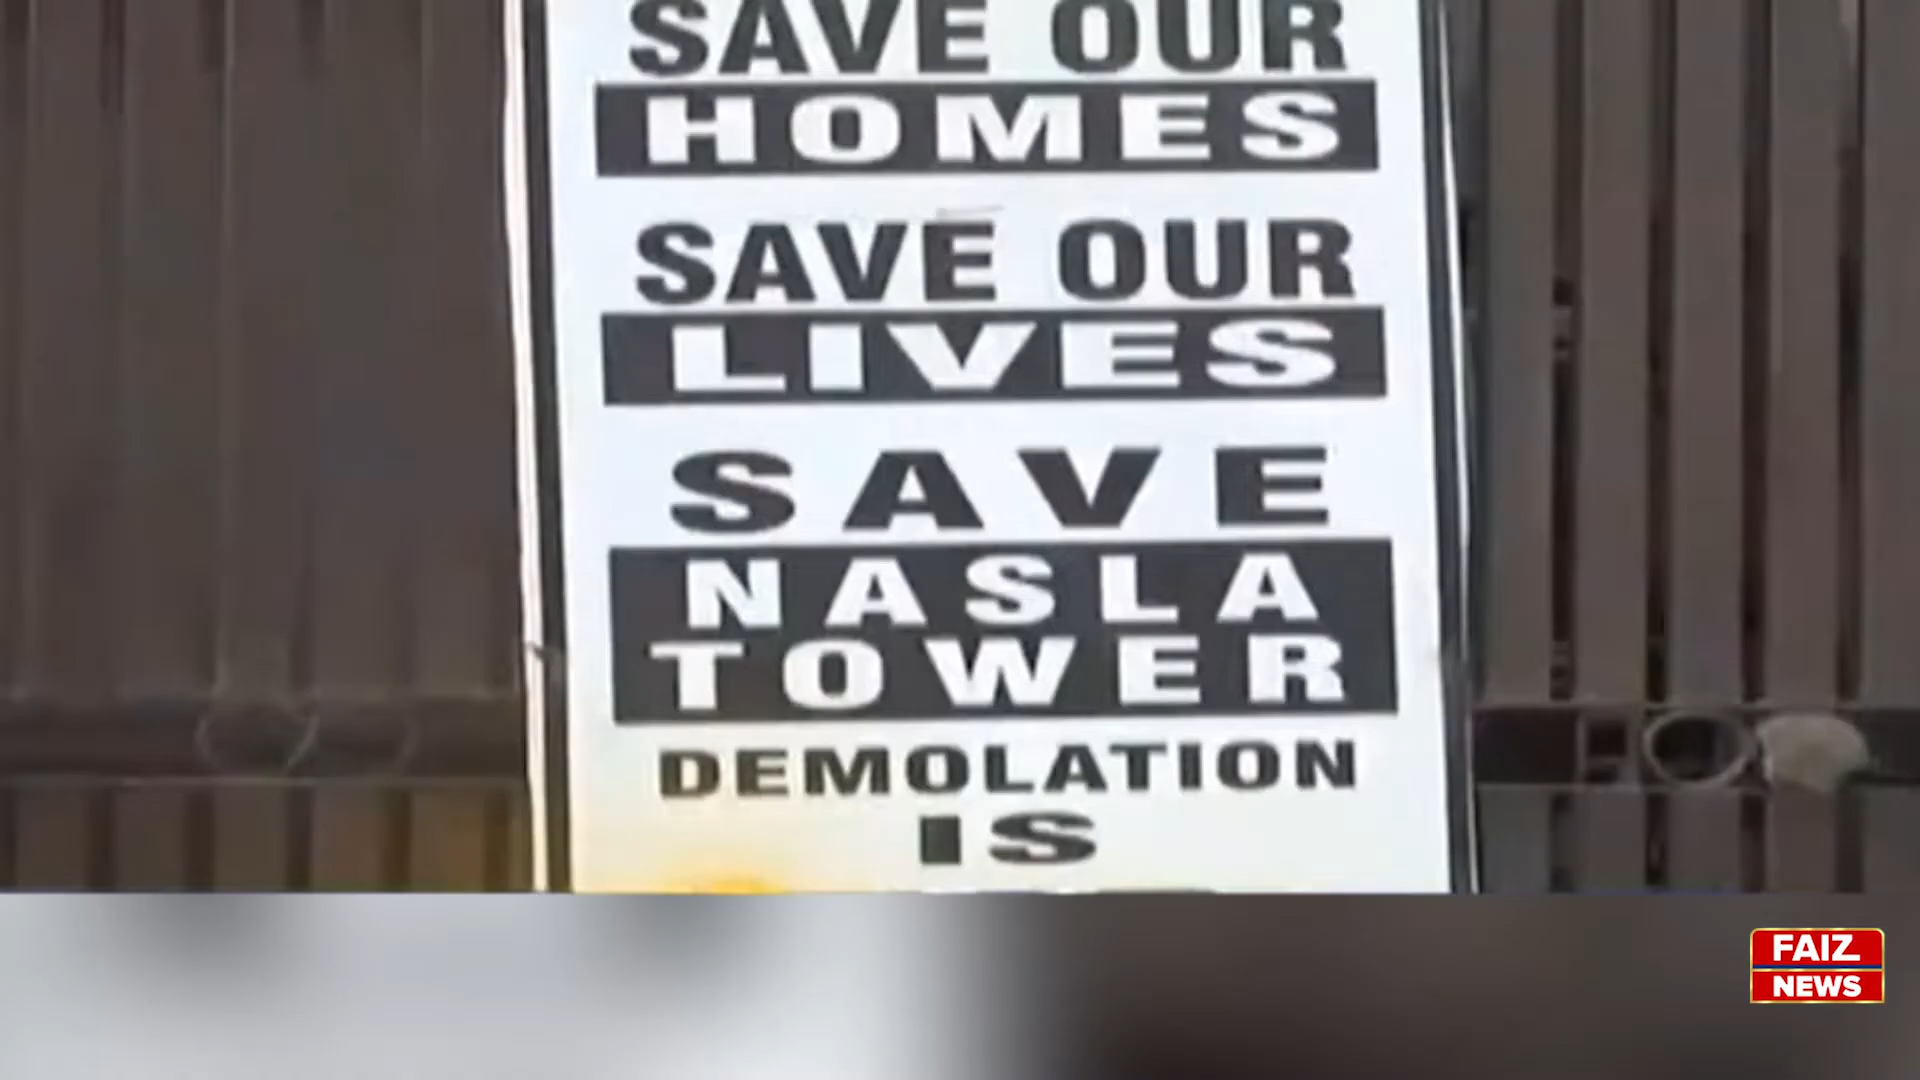 SAVE OUR
HOMES
SAVE OUR
LIVES
SAVE
NASLA
TOWER
DEMOLATION
IS
FAIZ
NEWS